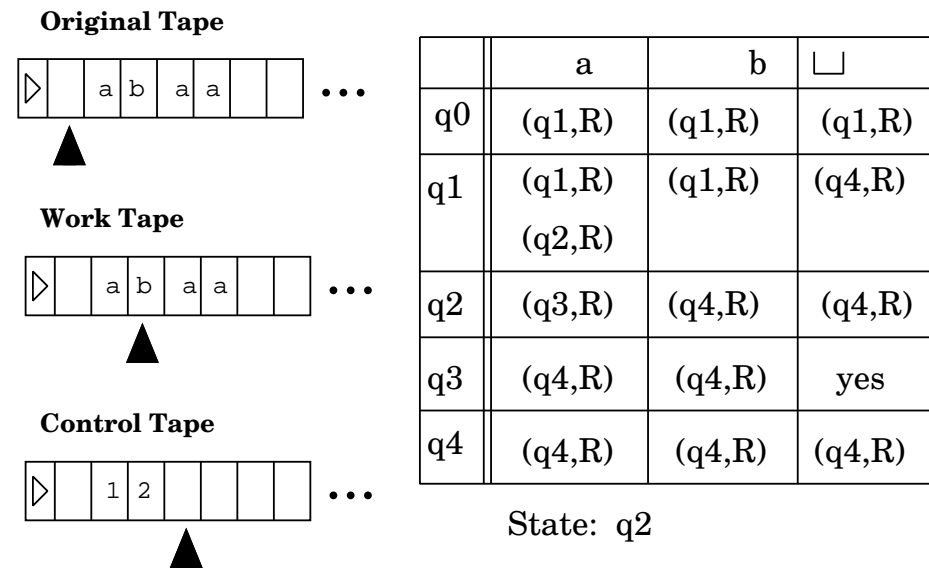 Original Tape
▷ a b a a ...
Work Tape
▷ a b a a ...
Control Tape
▷ 1 2 ...
a b ⊔
q0 (q1,R) (q1,R) (q1,R)
q1 (q1,R) (q1,R) (q4,R)
(q2,R)
q2 (q3,R) (q4,R) (q4,R)
q3 (q4,R) (q4,R) yes
q4 (q4,R) (q4,R) (q4,R)
State: q2